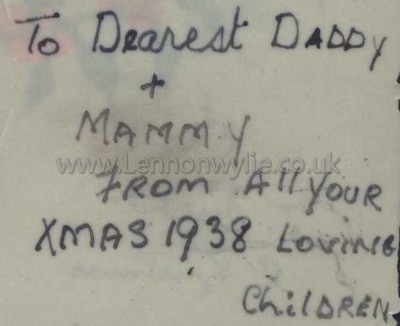 To Dearest DADDy
+
MAMMY
www.Lennonwylie.co.uk
FROM All YOUR
XMAS 1938 LOVING
ChilDREN